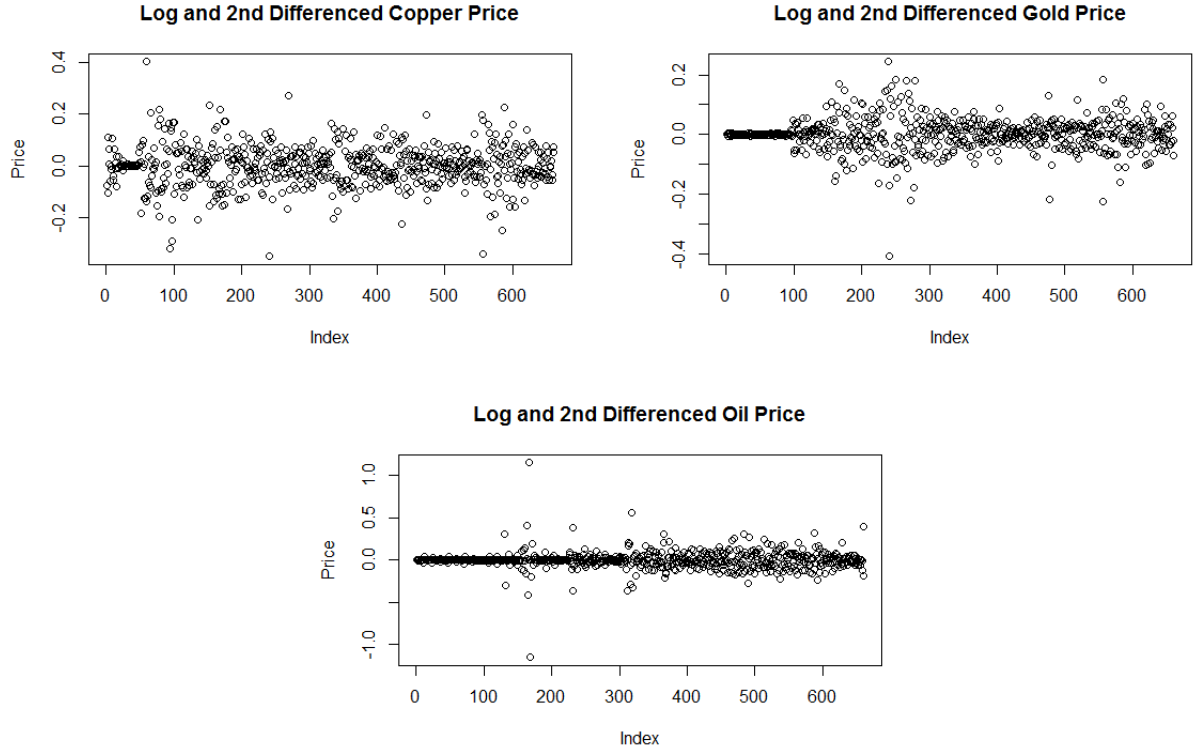 Log and 2nd Differenced Copper Price
Price
0.4
0.2
0.0
-0.2
0 100 200 300 400 500 600
Index
Log and 2nd Differenced Gold Price
Price
0.2
0.0
-0.2
-0.4
0 100 200 300 400 500 600
Index
Log and 2nd Differenced Oil Price
Price
1.0
0.5
0.0
-1.0
0 100 200 300 400 500 600
Index